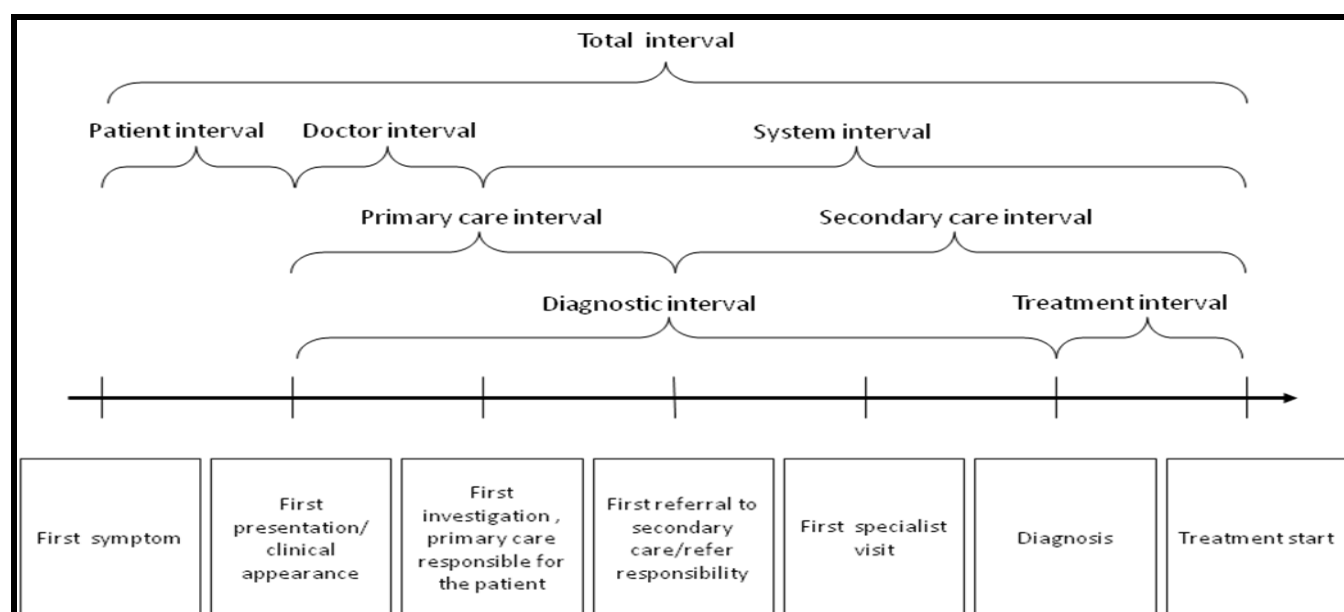 Total interval
Patient interval
Doctor interval
System interval
Primary care interval
Secondary care interval
Diagnostic interval
Treatment interval
First symptom
First
presentation/
clinical
appearance
First
investigation ,
primary care
responsible for
the patient
First referral to
secondary
care/refer
responsibility
First specialist
visit
Diagnosis
Treatment start